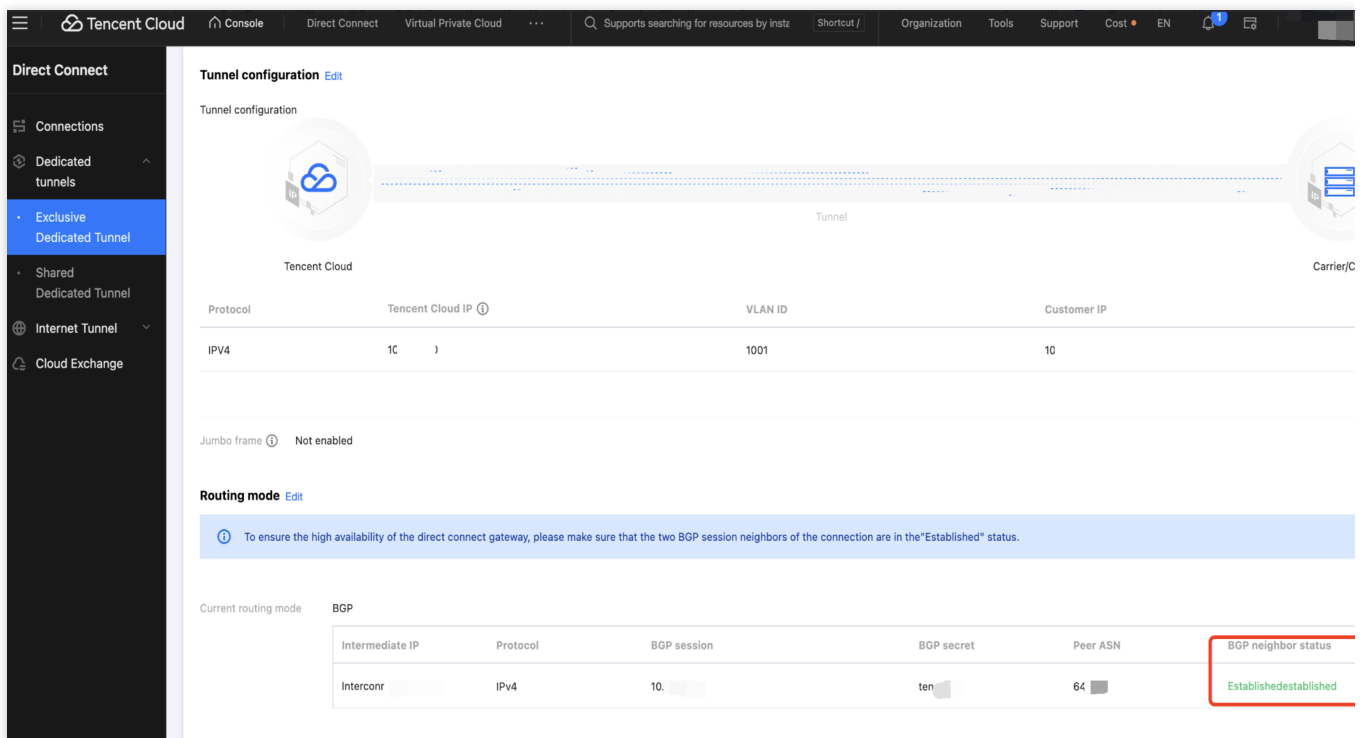 Tencent Cloud Console Direct Connect Virtual Private Cloud ··· Supports searching for resources by insta Shortcut / Organization Tools Support Cost EN 1
Direct Connect
Connections
Dedicated
tunnels
Exclusive
Dedicated Tunnel
Shared
Dedicated Tunnel
Internet Tunnel
Cloud Exchange
Tunnel configuration Edit
Tunnel configuration
IP
IP
Tunnel
Tencent Cloud
Carrier/C
Protocol Tencent Cloud IP VLAN ID Customer IP
IPV4 10 1001 10
Jumbo frame Not enabled
Routing mode Edit
To ensure the high availability of the direct connect gateway, please make sure that the two BGP session neighbors of the connection are in the"Established" status.
Current routing mode BGP
Intermediate IP Protocol BGP session BGP secret Peer ASN BGP neighbor status
Interconr IPv4 10. ten 64 Establishedestablished